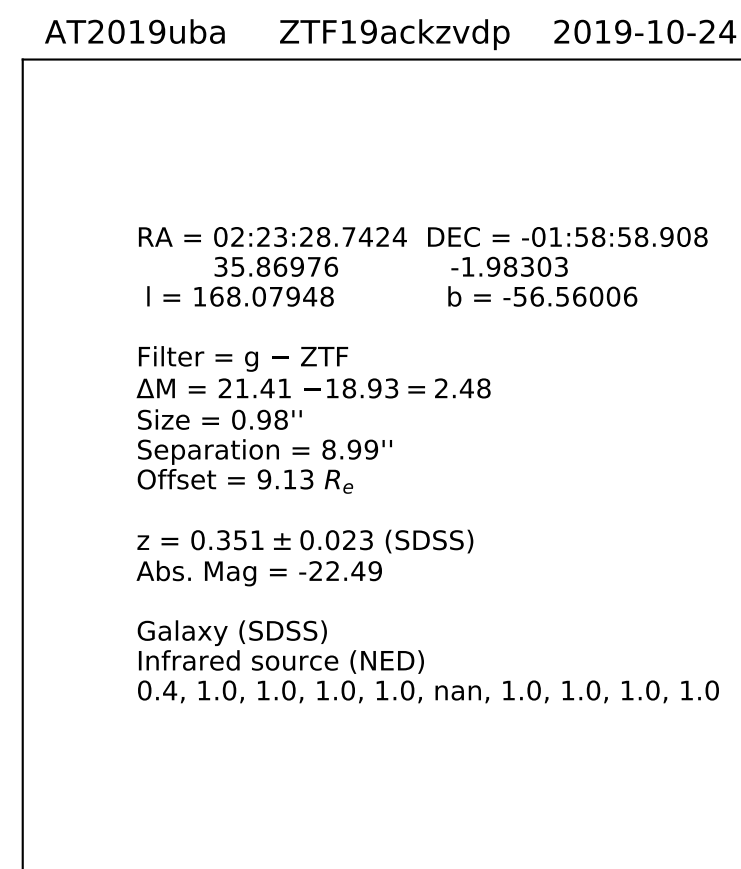 AT2019uba ZTF19ackzvdp 2019-10-24
RA = 02:23:28.7424 DEC = -01:58:58.908
35.86976 -1.98303
l = 168.07948 b = -56.56006
Filter = g − ZTF
ΔM = 21.41 −18.93 = 2.48
Size = 0.98''
Separation = 8.99''
Offset = 9.13 Re
z = 0.351 ± 0.023 (SDSS)
Abs. Mag = -22.49
Galaxy (SDSS)
Infrared source (NED)
0.4, 1.0, 1.0, 1.0, 1.0, nan, 1.0, 1.0, 1.0, 1.0